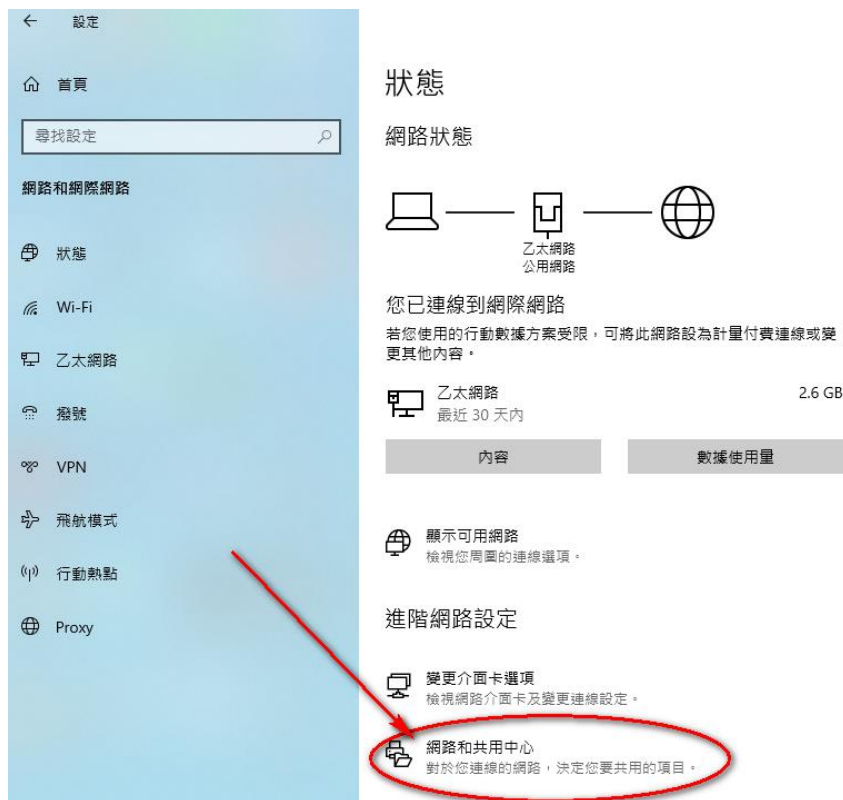 設定
首頁
尋找設定
網路和網際網路
狀態
Wi-Fi
乙太網路
撥號
VPN
飛航模式
行動熱點
Proxy
狀態
網路狀態
乙太網路
公用網路
您已連線到網際網路
若您使用的行動數據方案受限，可將此網路設為計量付費連線或變
更其他內容。
乙太網路 2.6 GB
最近 30 天內
內容 數據使用量
顯示可用網路
檢視您周圍的連線選項。
進階網路設定
變更介面卡選項
檢視網路介面卡及變更連線設定。
網路和共用中心
對於您連線的網路，決定您要共用的項目。